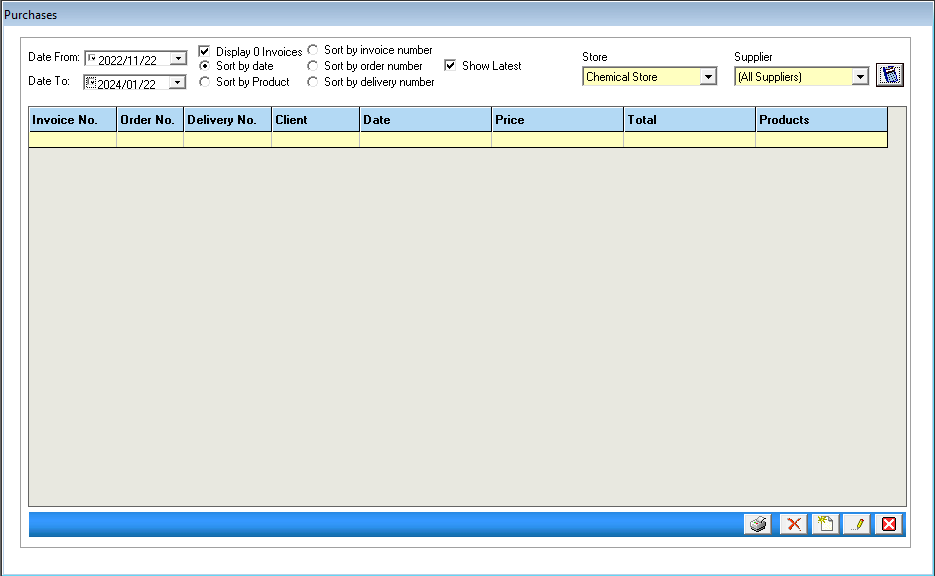 Purchases
Date From: 2022/11/22
Display 0 Invoices
Sort by invoice number
Store
Supplier
Sort by date
Sort by order number
Show Latest
Chemical Store
(All Suppliers)
Date To: 2024/01/22
Sort by Product
Sort by delivery number
Invoice No. Order No. Delivery No. Client Date Price Total Products